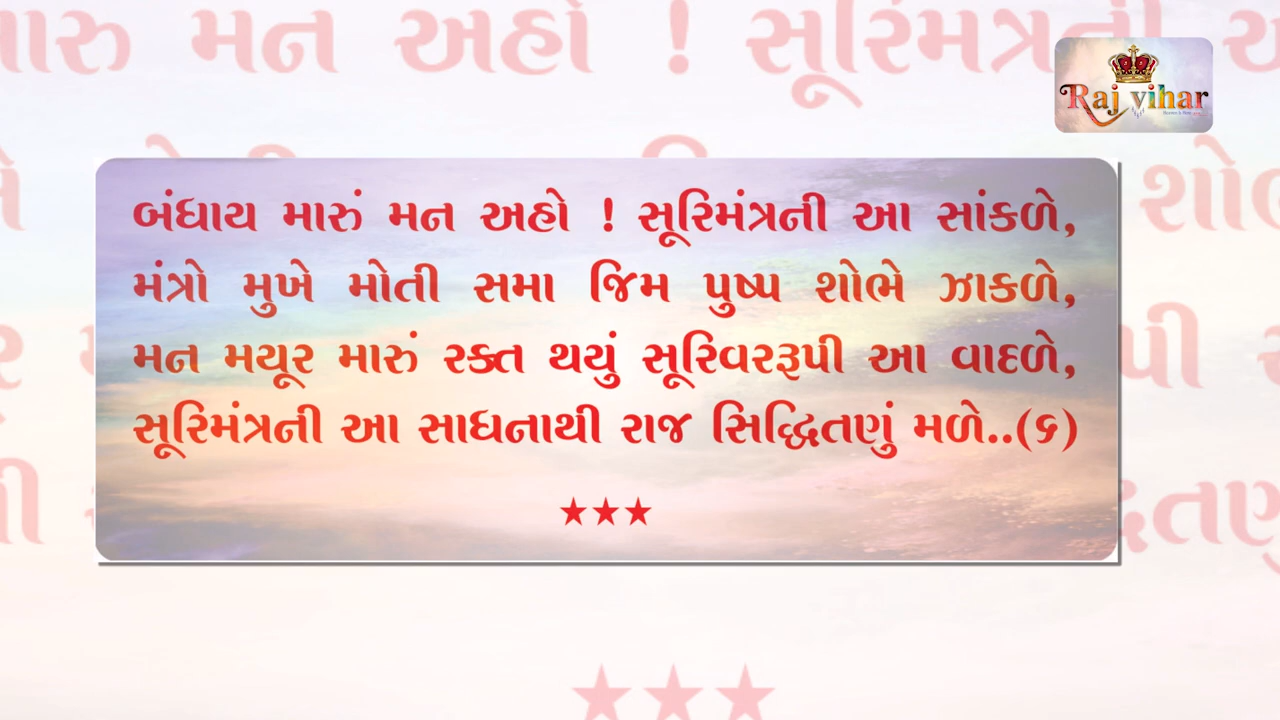 Raj vihar
બંધાય મારું મન અહો ! સૂરિમંત્રની આ સાંકળે,
મંત્રો મુખે મોતી સમા જિમ પુષ્પ શોભે ઝાકળે,
મન મયૂર મારું રક્ત થયું સૂરિવરરૂપી આ વાદળે,
સૂરિમંત્રની આ સાધનાથી રાજ સિદ્ધિતણું મળે..(૬)
★★★